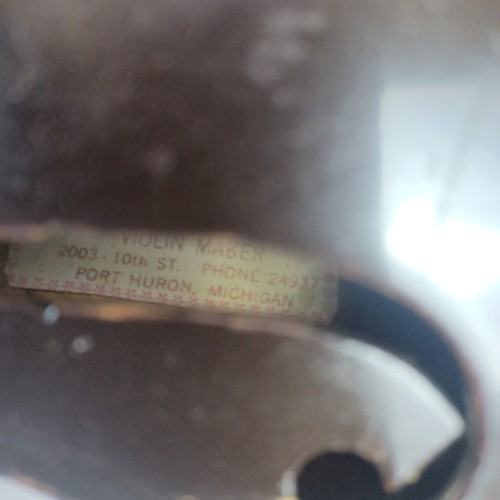 VIOLIN MAKER
2003 - 10th ST. PHONE 24937
PORT HURON, MICHIGAN